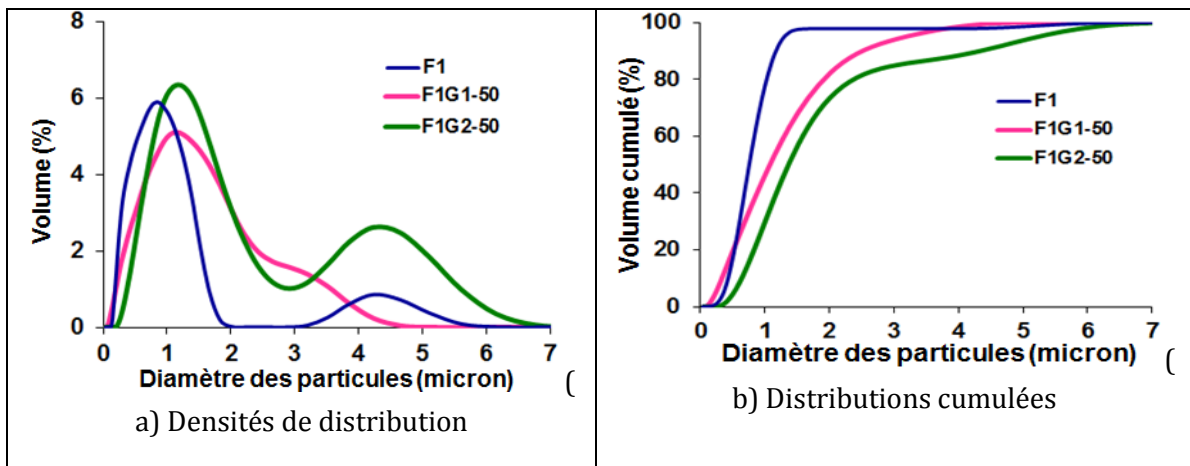 8
6
4
2
0
Volume (%)
F1
F1G1-50
F1G2-50
0 1 2 3 4 5 6 7
Diamètre des particules (micron) (
a) Densités de distribution
100
80
60
40
20
0
Volume cumulé (%)
F1
F1G1-50
F1G2-50
0 1 2 3 4 5 6 7
Diamètre des particules (micron) (
b) Distributions cumulées